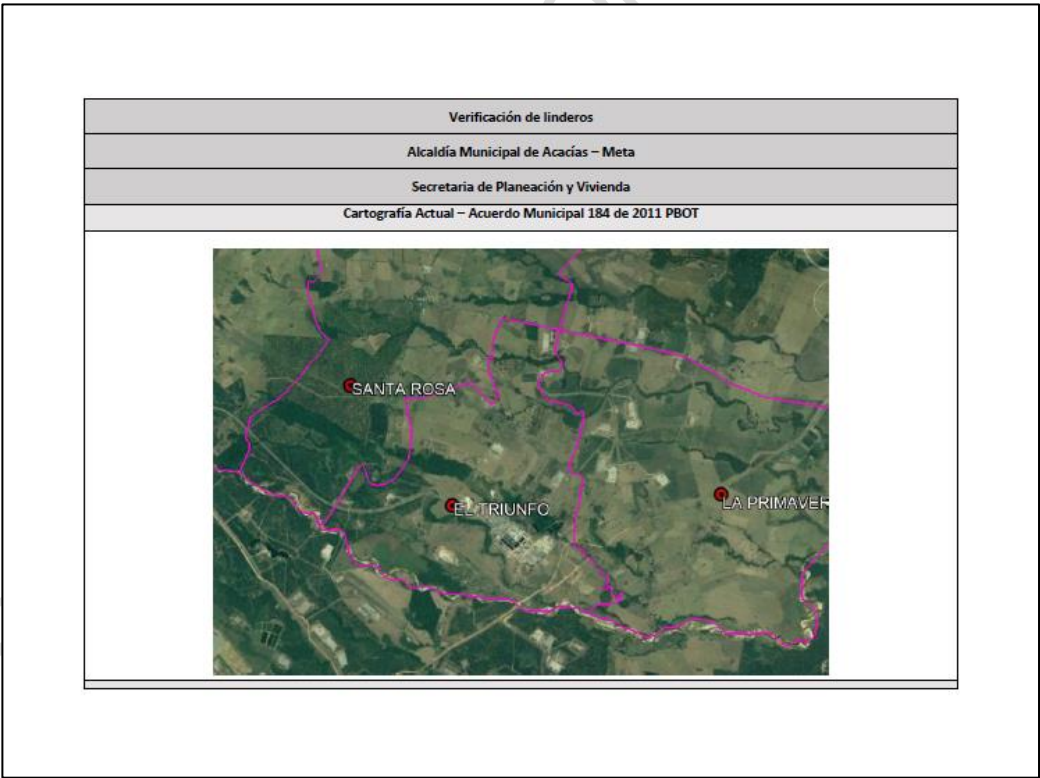 Verificación de linderos
Alcaldía Municipal de Acacías – Meta
Secretaria de Planeación y Vivienda
Cartografía Actual – Acuerdo Municipal 184 de 2011 PBOT
SANTA ROSA
EL TRIUNFO
LA PRIMAVER